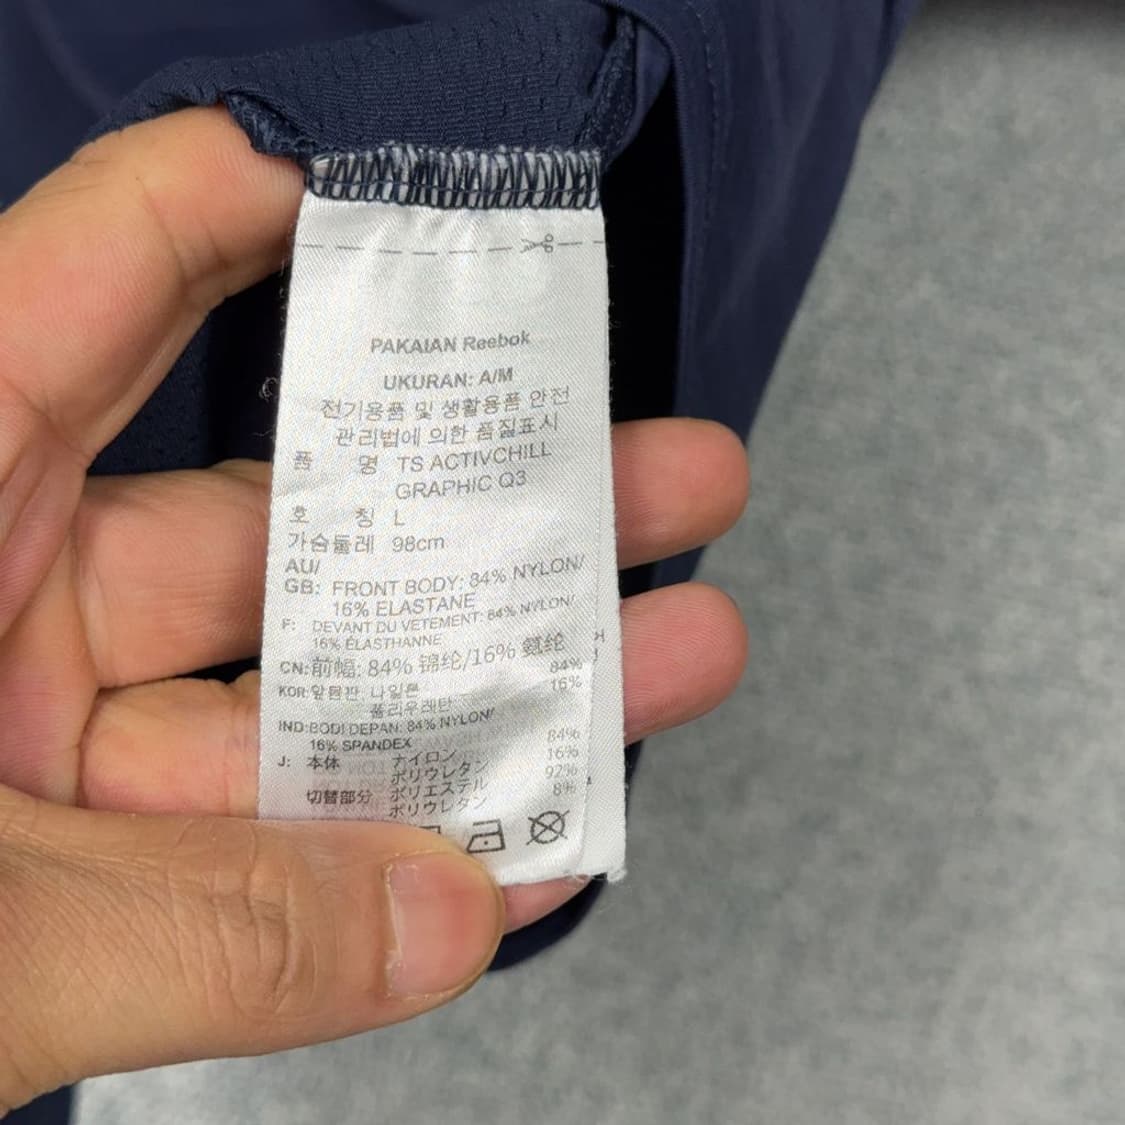 PAKAIAN Reebok
UKURAN: A/M
전기용품 및 생활용품 안전
관리법에 의한 품질표시
품 명 TS ACTIVCHILL
GRAPHIC Q3
호 칭 L
가슴둘레 98cm
AU/
GB: FRONT BODY: 84% NYLON/
16% ELASTANE
F: DEVANT DU VETEMENT: 84% NYLON/
16% ÉLASTHANNE
CN:前幅: 84% 锦纶/16% 氨纶
KOR:앞몸판 나일론 84%
폴리우레탄 16%
IND:BODI DEPAN: 84% NYLON/
16% SPANDEX
J: 本体 ナイロン 84%
ポリウレタン 16%
切替部分 ポリエステル 92%
ポリウレタン 8%